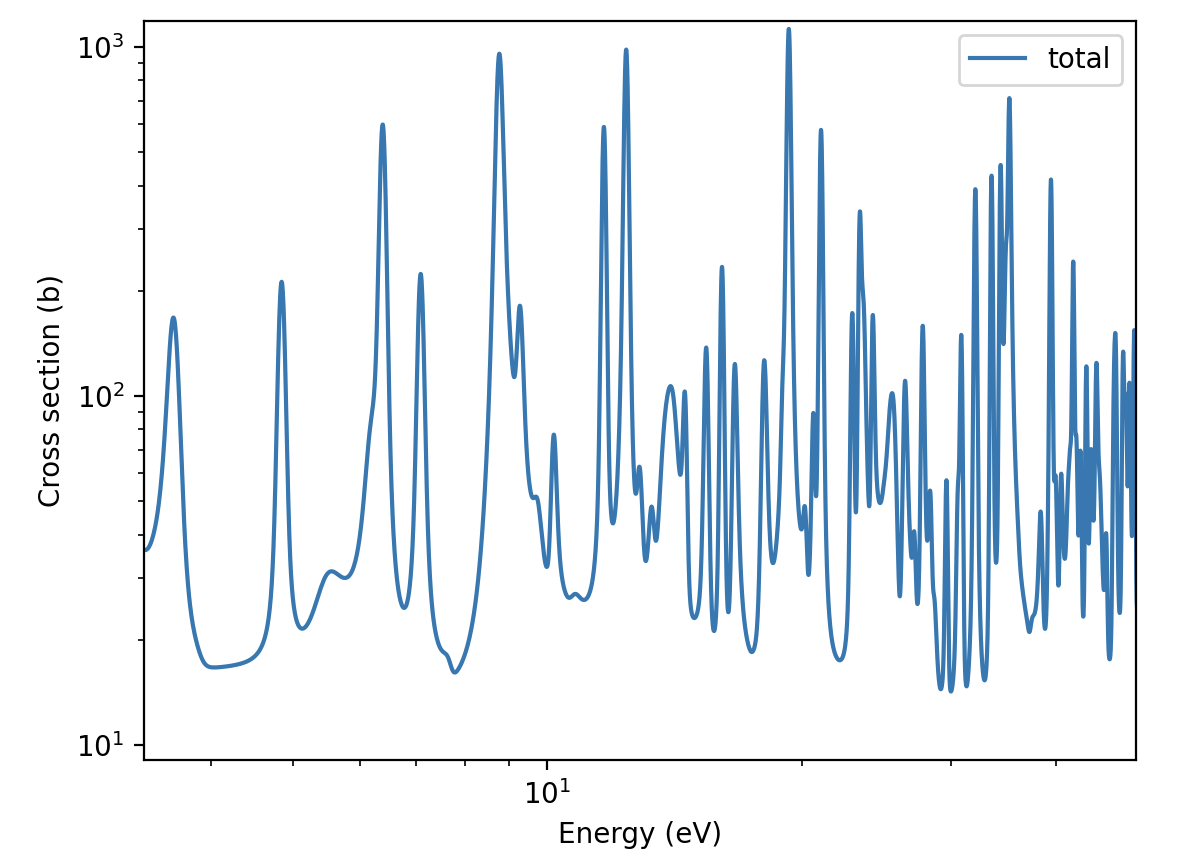 10³
total
10²
10¹
Cross section (b)
10¹
Energy (eV)